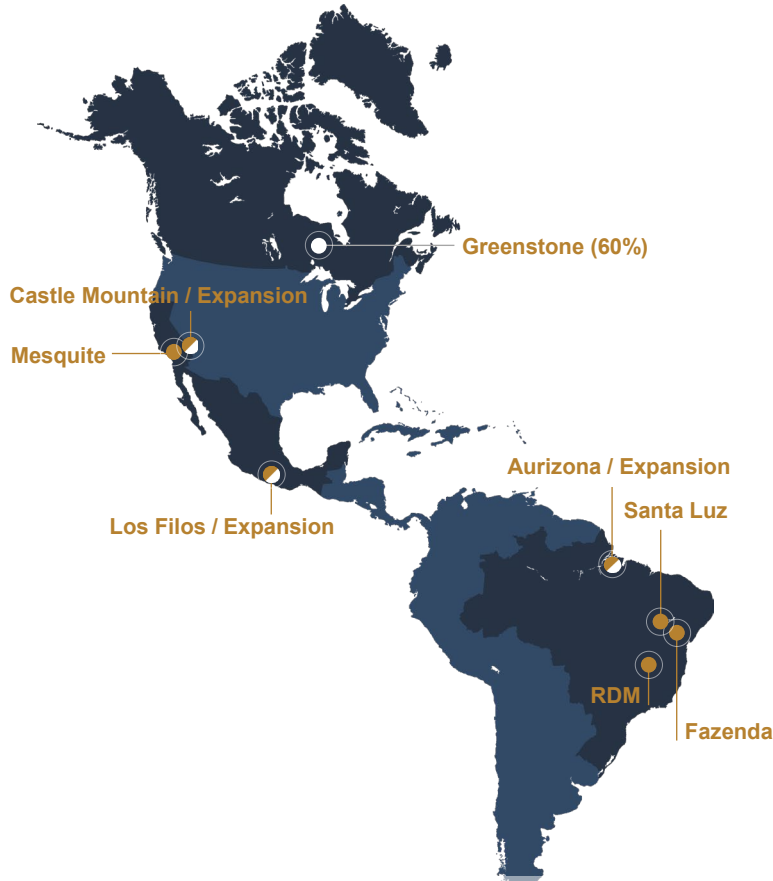 Greenstone (60%)
Castle Mountain / Expansion
Mesquite
Aurizona / Expansion
Santa Luz
Los Filos / Expansion
RDM
Fazenda